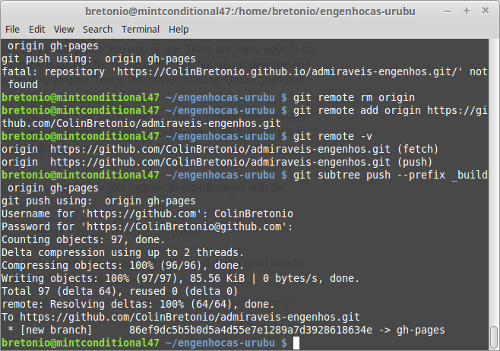 bretonio@mintconditional47:/home/bretonio/engenhocas-urubu
 origin gh-pages
git push using:  origin gh-pages
fatal: repository 'https://ColinBretonio.github.io/admiraveis-engenhos.git/' not
 found
bretonio@mintconditional47 ~/engenhocas-urubu $ git remote rm origin
bretonio@mintconditional47 ~/engenhocas-urubu $ git remote add origin https://gi
thub.com/ColinBretonio/admiraveis-engenhos.git
bretonio@mintconditional47 ~/engenhocas-urubu $ git remote -v
origin  https://github.com/ColinBretonio/admiraveis-engenhos.git (fetch)
origin  https://github.com/ColinBretonio/admiraveis-engenhos.git (push)
bretonio@mintconditional47 ~/engenhocas-urubu $ git subtree push --prefix _build
 origin gh-pages
git push using:  origin gh-pages
Username for 'https://github.com': ColinBretonio
Password for 'https://ColinBretonio@github.com':
Counting objects: 97, done.
Delta compression using up to 2 threads.
Compressing objects: 100% (96/96), done.
Writing objects: 100% (97/97), 85.56 KiB | 0 bytes/s, done.
Total 97 (delta 64), reused 0 (delta 0)
remote: Resolving deltas: 100% (64/64), done.
To https://github.com/ColinBretonio/admiraveis-engenhos.git
 * [new branch]      86ef9dc5b5b0d5a4d55e7e1289a7d3928618634e -> gh-pages
bretonio@mintconditional47 ~/engenhocas-urubu $